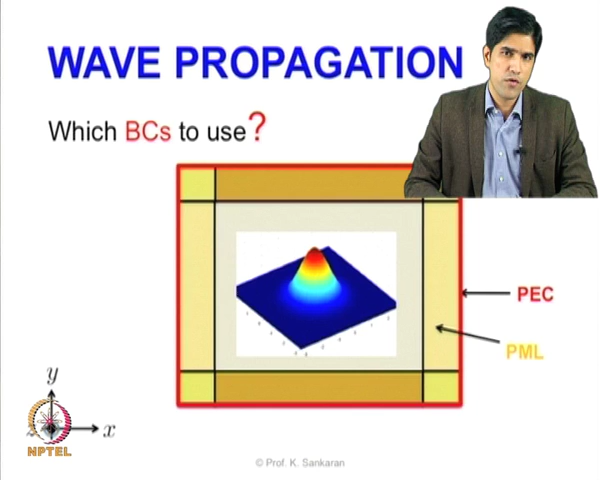 WAVE PROPAGATION
Which BCs to use?
PEC
PML
y
x
NPTEL
© Prof. K. Sankaran